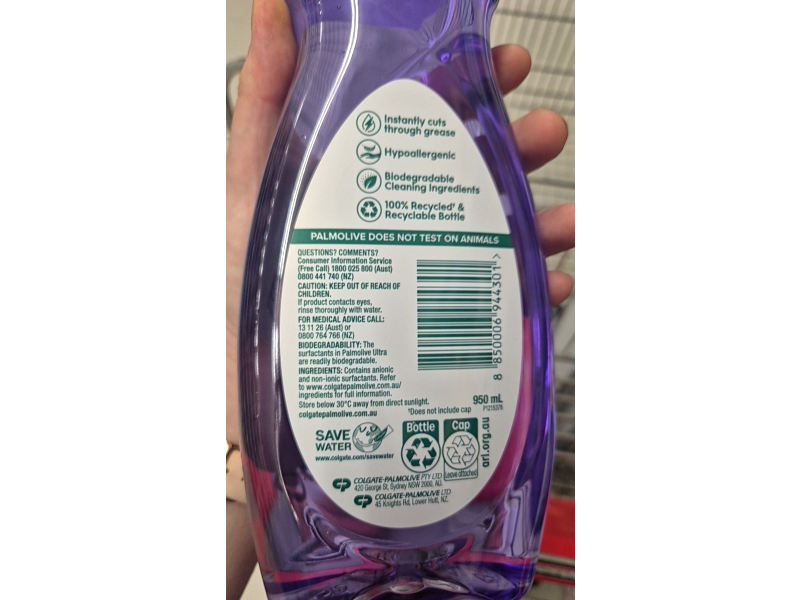 Instantly cuts
through grease
Hypoallergenic
Biodegradable
Cleaning Ingredients
100% Recycled† &
Recyclable Bottle
PALMOLIVE DOES NOT TEST ON ANIMALS
QUESTIONS? COMMENTS?
Consumer Information Service
(Free Call) 1800 025 800 (Aust)
0800 441 740 (NZ)
CAUTION: KEEP OUT OF REACH OF
CHILDREN.
If product contacts eyes,
rinse thoroughly with water.
FOR MEDICAL ADVICE CALL:
13 11 26 (Aust) or
0800 764 766 (NZ)
BIODEGRADABILITY: The
surfactants in Palmolive Ultra
are readily biodegradable.
INGREDIENTS: Contains anionic
and non-ionic surfactants. Refer
to www.colgatepalmolive.com.au/
ingredients for full information.
Store below 30°C away from direct sunlight.
colgatepalmolive.com.au
8 850006 944301 >
950 mL
P1215378
†Does not include cap
SAVE
WATER
www.colgate.com/savewater
Bottle
Cap
Leave attached
arl.org.au
CP COLGATE-PALMOLIVE PTY LTD
420 George St, Sydney NSW 2000, AU.
CP COLGATE-PALMOLIVE LTD
45 Knights Rd, Lower Hutt, NZ.